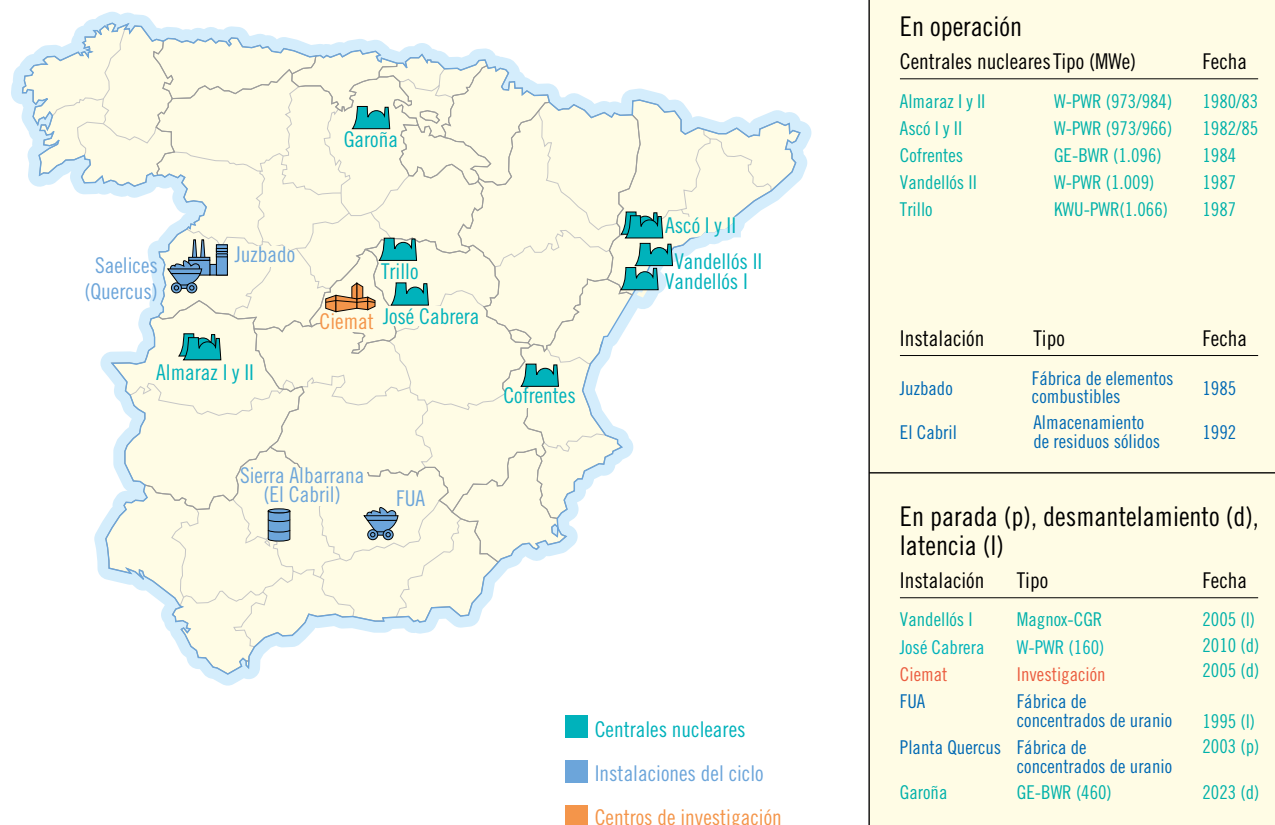 Garoña
Ascó I y II
Juzbado
Saelices
(Quercus)
Trillo
Vandellós II
Vandellós I
Ciemat
José Cabrera
Almaraz I y II
Cofrentes
Sierra Albarrana
(El Cabril)
FUA
Centrales nucleares
Instalaciones del ciclo
Centros de investigación
En operación
Centrales nucleares Tipo (MWe) Fecha
Almaraz I y II W-PWR (973/984) 1980/83
Ascó I y II W-PWR (973/966) 1982/85
Cofrentes GE-BWR (1.096) 1984
Vandellós II W-PWR (1.009) 1987
Trillo KWU-PWR(1.066) 1987
Instalación Tipo Fecha
Juzbado Fábrica de elementos combustibles 1985
El Cabril Almacenamiento de residuos sólidos 1992
En parada (p), desmantelamiento (d),
latencia (l)
Instalación Tipo Fecha
Vandellós I Magnox-CGR 2005 (l)
José Cabrera W-PWR (160) 2010 (d)
Ciemat Investigación 2005 (d)
FUA Fábrica de
concentrados de uranio 1995 (l)
Planta Quercus Fábrica de 2003 (p)
concentrados de uranio
Garoña GE-BWR (460) 2023 (d)